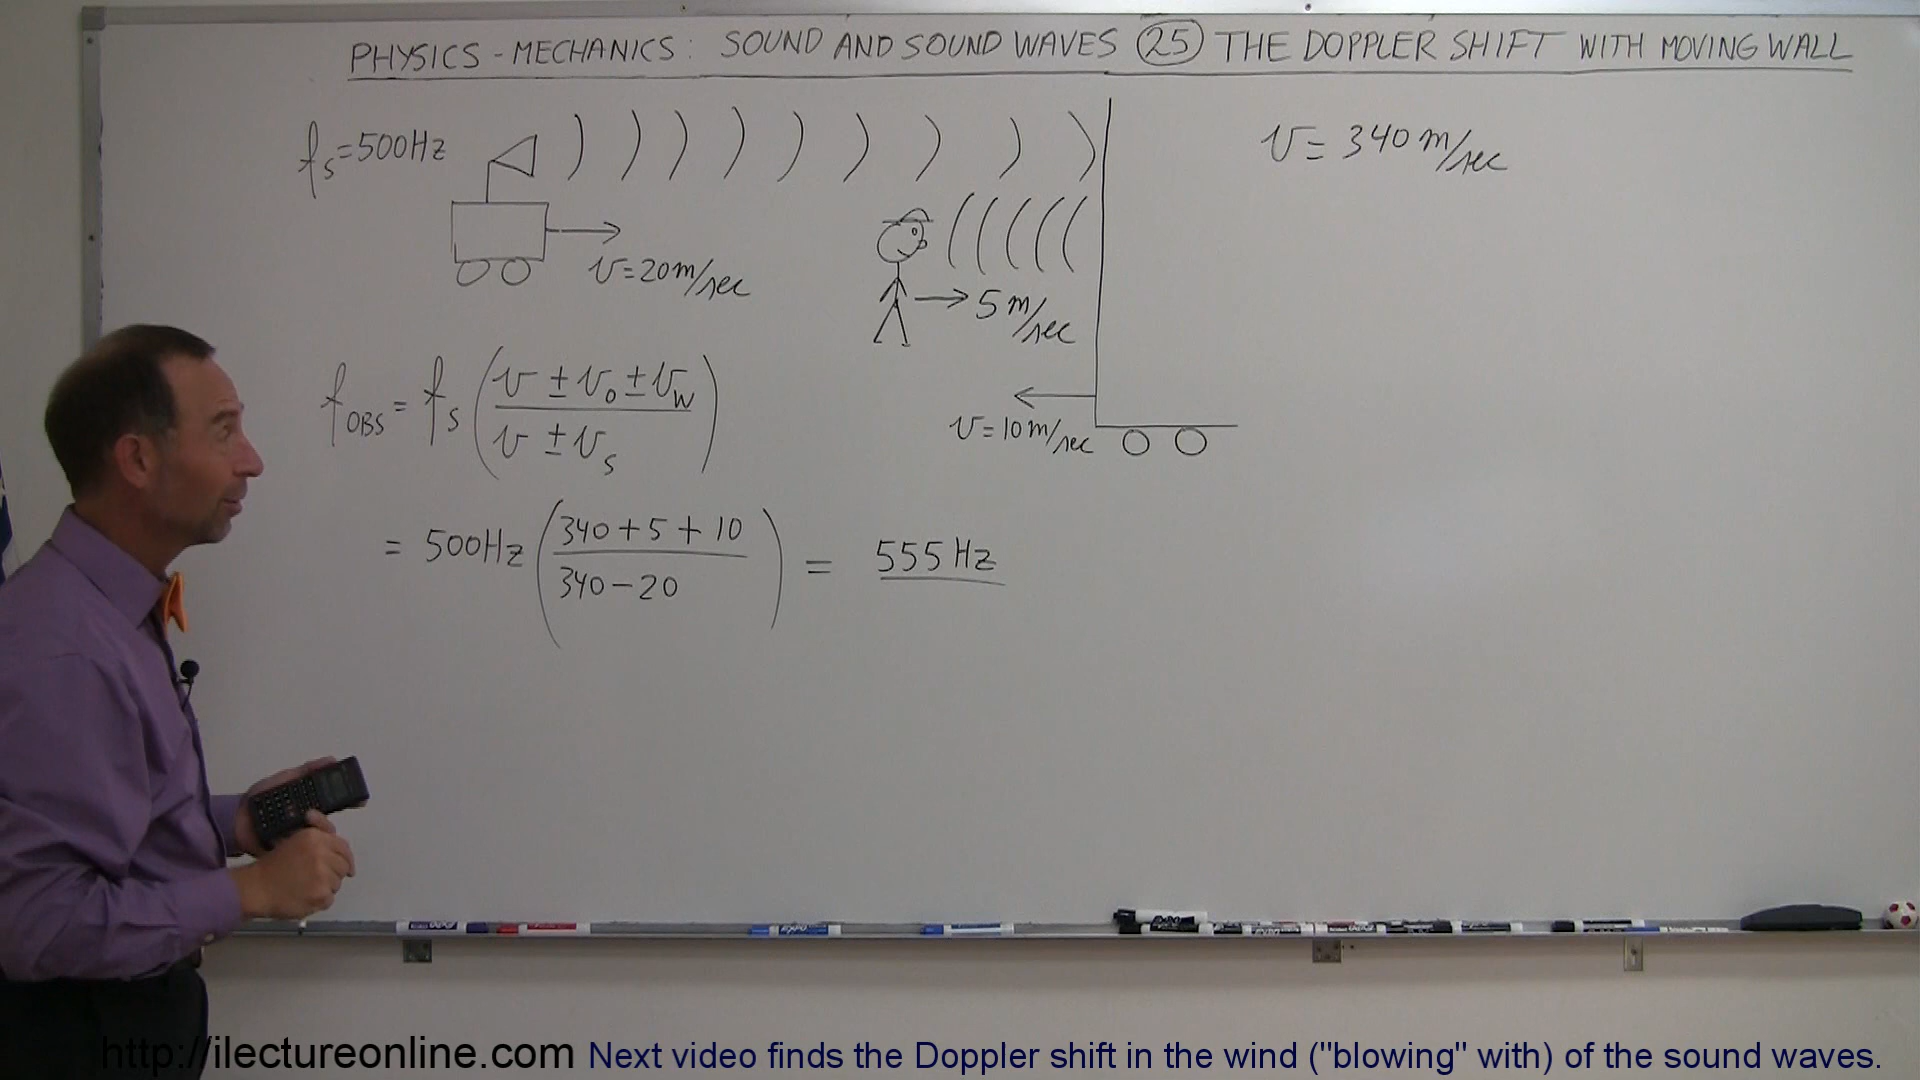 PHYSICS - MECHANICS: SOUND AND SOUND WAVES 25 THE DOPPLER SHIFT WITH MOVING WALL
fs = 500Hz
v = 340 m/sec
v = 20 m/sec
5 m/sec
v = 10 m/sec
fOBS = fs (v ± vo ± vw / v ± vs)
= 500Hz (340 + 5 + 10 / 340 - 20) = 555 Hz
http://ilectureonline.com Next video finds the Doppler shift in the wind ("blowing" with) of the sound waves.